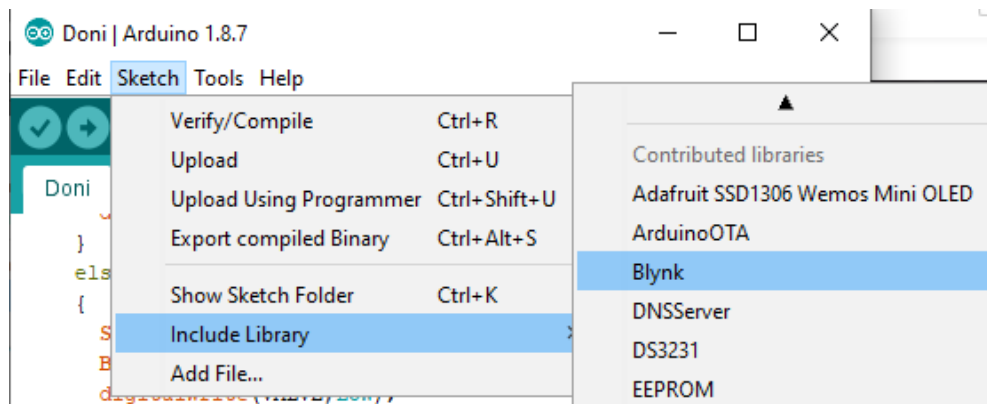 Doni | Arduino 1.8.7
File Edit Sketch Tools Help
Verify/Compile Ctrl+R
Upload Ctrl+U
Upload Using Programmer Ctrl+Shift+U
Export compiled Binary Ctrl+Alt+S
Show Sketch Folder Ctrl+K
Include Library
Add File...
Contributed libraries
Adafruit SSD1306 Wemos Mini OLED
ArduinoOTA
Blynk
DNSServer
DS3231
EEPROM
Doni
}
els
{
S
B